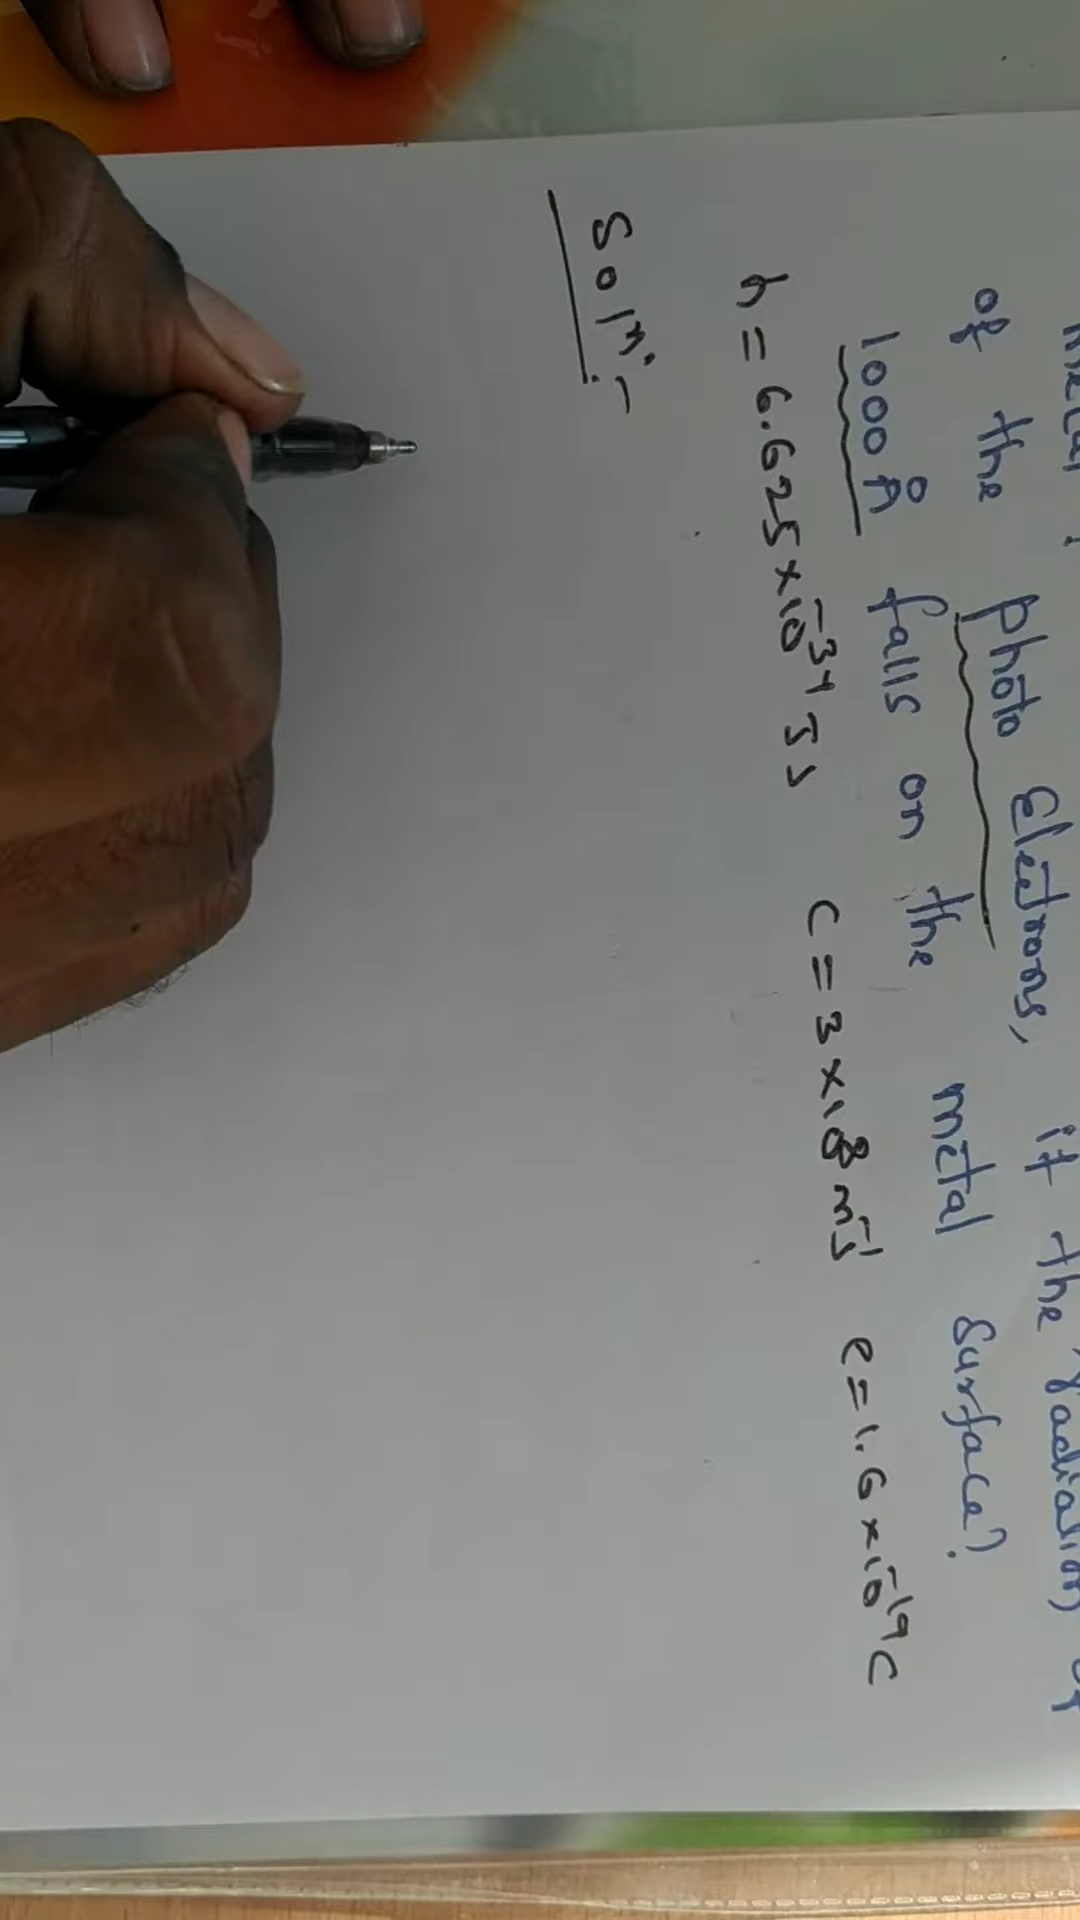 of the photo Electrons, if the radiation of
1000 Å falls on the metal surface?
h = 6.625×10⁻³⁴ Js c = 3×10⁸ ms⁻¹ e = 1.6×10⁻¹⁹C
Solⁿ:-